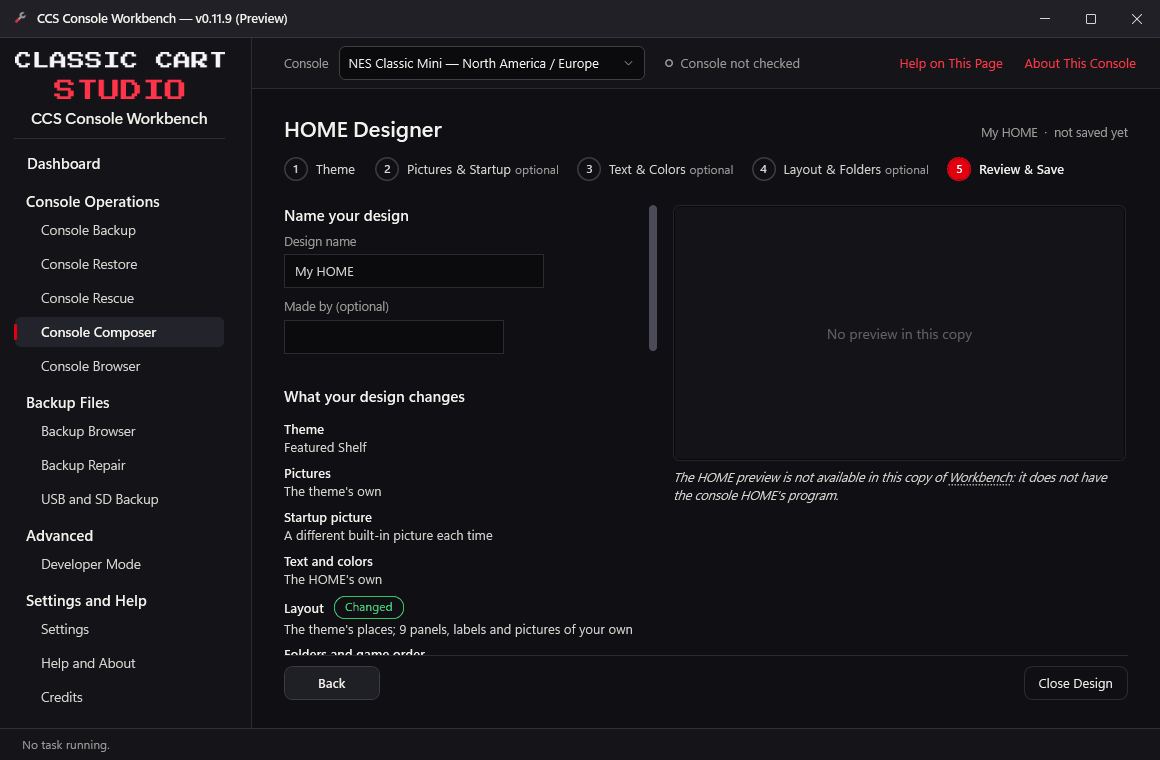 CCS Console Workbench — v0.11.9 (Preview)
CLASSIC CART
STUDIO
CCS Console Workbench
Dashboard
Console Operations
Console Backup
Console Restore
Console Rescue
Console Composer
Console Browser
Backup Files
Backup Browser
Backup Repair
USB and SD Backup
Advanced
Developer Mode
Settings and Help
Settings
Help and About
Credits
Console
NES Classic Mini — North America / Europe
Console not checked
Help on This Page
About This Console
HOME Designer
My HOME · not saved yet
1 Theme
2 Pictures & Startup optional
3 Text & Colors optional
4 Layout & Folders optional
5 Review & Save
Name your design
Design name
My HOME
Made by (optional)
What your design changes
Theme
Featured Shelf
Pictures
The theme's own
Startup picture
A different built-in picture each time
Text and colors
The HOME's own
Layout Changed
The theme's places; 9 panels, labels and pictures of your own
Folders and game order
No preview in this copy
The HOME preview is not available in this copy of Workbench: it does not have
the console HOME's program.
Back
Close Design
No task running.